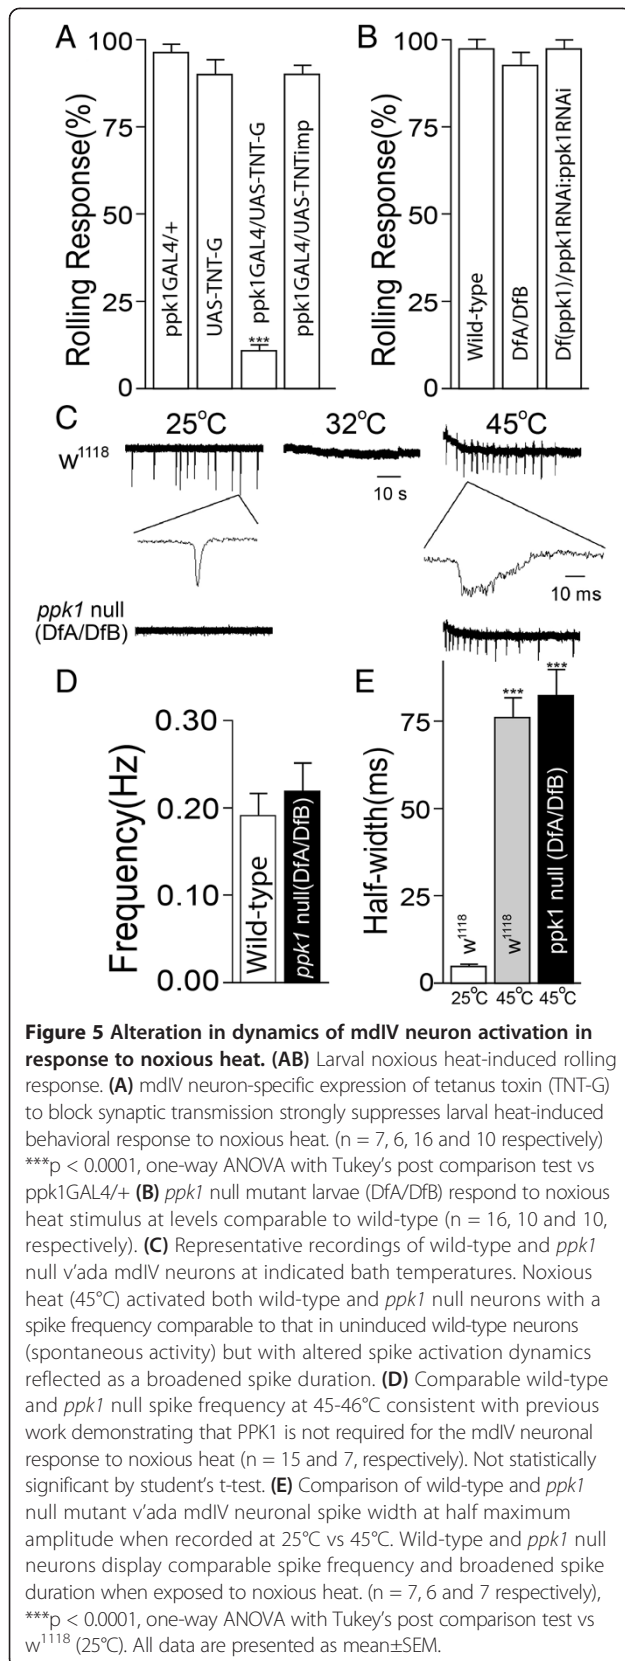 A
B
Rolling Response(%)
100
75
50
25
0
ppk1GAL4/+
UAS-TNT-G
ppk1GAL4/UAS-TNT-G
***
ppk1GAL4/UAS-TNTimp
Rolling Response(%)
100
75
50
25
0
Wild-type
DfA/DfB
Df(ppk1)/ppk1RNAi:ppk1RNAi
C
25°C
32°C
45°C
w1118
10 s
10 ms
ppk1 null
(DfA/DfB)
D
Frequency(Hz)
0.30
0.20
0.10
0.00
Wild-type
ppk1 null(DfA/DfB)
E
Half-width(ms)
75
50
25
0
w1118
***
w1118
***
ppk1 null (DfA/DfB)
25°C 45°C 45°C
Figure 5 Alteration in dynamics of mdIV neuron activation in
response to noxious heat. (AB) Larval noxious heat-induced rolling
response. (A) mdIV neuron-specific expression of tetanus toxin (TNT-G)
to block synaptic transmission strongly suppresses larval heat-induced
behavioral response to noxious heat. (n = 7, 6, 16 and 10 respectively)
***p < 0.0001, one-way ANOVA with Tukey's post comparison test vs
ppk1GAL4/+ (B) ppk1 null mutant larvae (DfA/DfB) respond to noxious
heat stimulus at levels comparable to wild-type (n = 16, 10 and 10,
respectively). (C) Representative recordings of wild-type and ppk1
null v'ada mdIV neurons at indicated bath temperatures. Noxious
heat (45°C) activated both wild-type and ppk1 null neurons with a
spike frequency comparable to that in uninduced wild-type neurons
(spontaneous activity) but with altered spike activation dynamics
reflected as a broadened spike duration. (D) Comparable wild-type
and ppk1 null spike frequency at 45-46°C consistent with previous
work demonstrating that PPK1 is not required for the mdIV neuronal
response to noxious heat (n = 15 and 7, respectively). Not statistically
significant by student's t-test. (E) Comparison of wild-type and ppk1
null mutant v'ada mdIV neuronal spike width at half maximum
amplitude when recorded at 25°C vs 45°C. Wild-type and ppk1 null
neurons display comparable spike frequency and broadened spike
duration when exposed to noxious heat. (n = 7, 6 and 7 respectively),
***p < 0.0001, one-way ANOVA with Tukey's post comparison test vs
w1118 (25°C). All data are presented as mean±SEM.